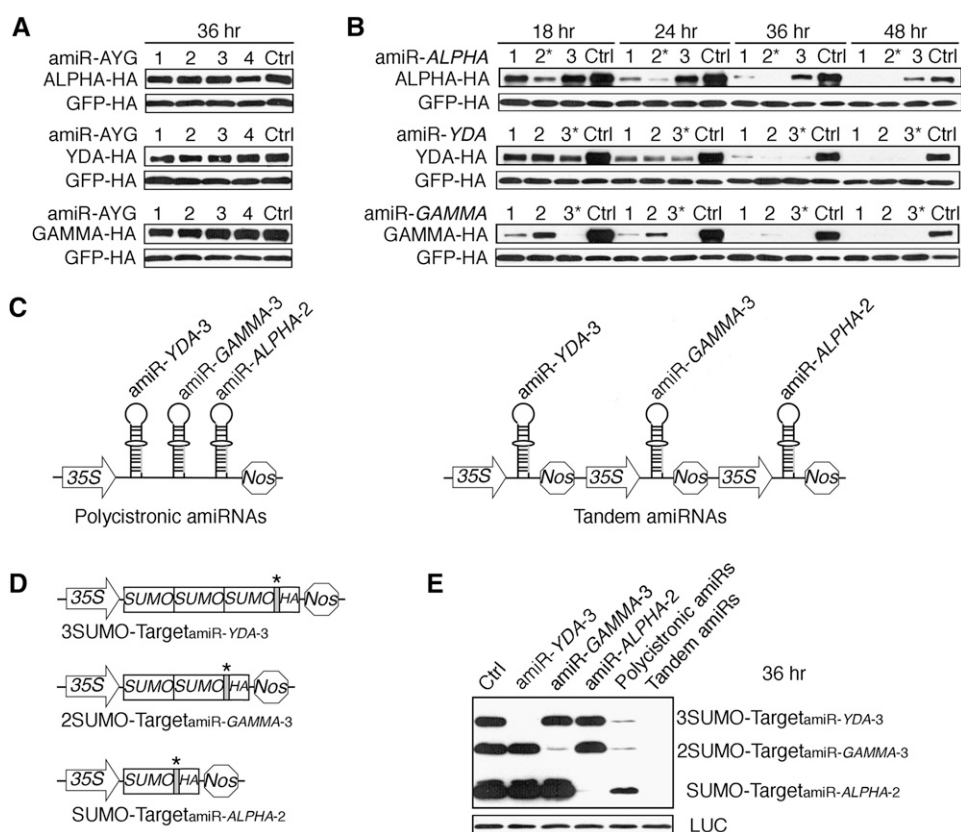 A
36 hr
amiR-AYG 1 2 3 4 Ctrl
ALPHA-HA
GFP-HA
amiR-AYG 1 2 3 4 Ctrl
YDA-HA
GFP-HA
amiR-AYG 1 2 3 4 Ctrl
GAMMA-HA
GFP-HA
B
18 hr 24 hr 36 hr 48 hr
amiR-ALPHA 1 2* 3 Ctrl 1 2* 3 Ctrl 1 2* 3 Ctrl 1 2* 3 Ctrl
ALPHA-HA
GFP-HA
amiR-YDA 1 2 3* Ctrl 1 2 3* Ctrl 1 2 3* Ctrl 1 2 3* Ctrl
YDA-HA
GFP-HA
amiR-GAMMA 1 2 3* Ctrl 1 2 3* Ctrl 1 2 3* Ctrl 1 2 3* Ctrl
GAMMA-HA
GFP-HA
C
amiR-YDA-3
amiR-GAMMA-3
amiR-ALPHA-2
35S Nos
Polycistronic amiRNAs
amiR-YDA-3
amiR-GAMMA-3
amiR-ALPHA-2
35S Nos 35S Nos 35S Nos
Tandem amiRNAs
D
*
35S SUMO SUMO SUMO HA Nos
3SUMO-TargetamiR-YDA-3
*
35S SUMO SUMO HA Nos
2SUMO-TargetamiR-GAMMA-3
*
35S SUMO HA Nos
SUMO-TargetamiR-ALPHA-2
E
Ctrl
amiR-YDA-3
amiR-GAMMA-3
amiR-ALPHA-2
Polycistronic amiRs
Tandem amiRs
36 hr
3SUMO-TargetamiR-YDA-3
2SUMO-TargetamiR-GAMMA-3
SUMO-TargetamiR-ALPHA-2
LUC